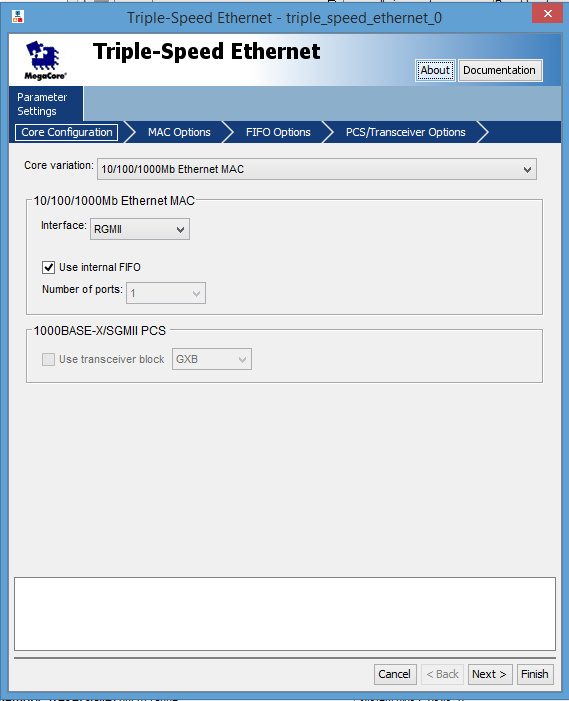 Triple-Speed Ethernet - triple_speed_ethernet_0
MegaCore®
Triple-Speed Ethernet
About
Documentation
Parameter
Settings
Core Configuration
MAC Options
FIFO Options
PCS/Transceiver Options
Core variation: 10/100/1000Mb Ethernet MAC
10/100/1000Mb Ethernet MAC
Interface: RGMII
Use internal FIFO
Number of ports: 1
1000BASE-X/SGMII PCS
Use transceiver block GXB
Cancel
< Back
Next >
Finish